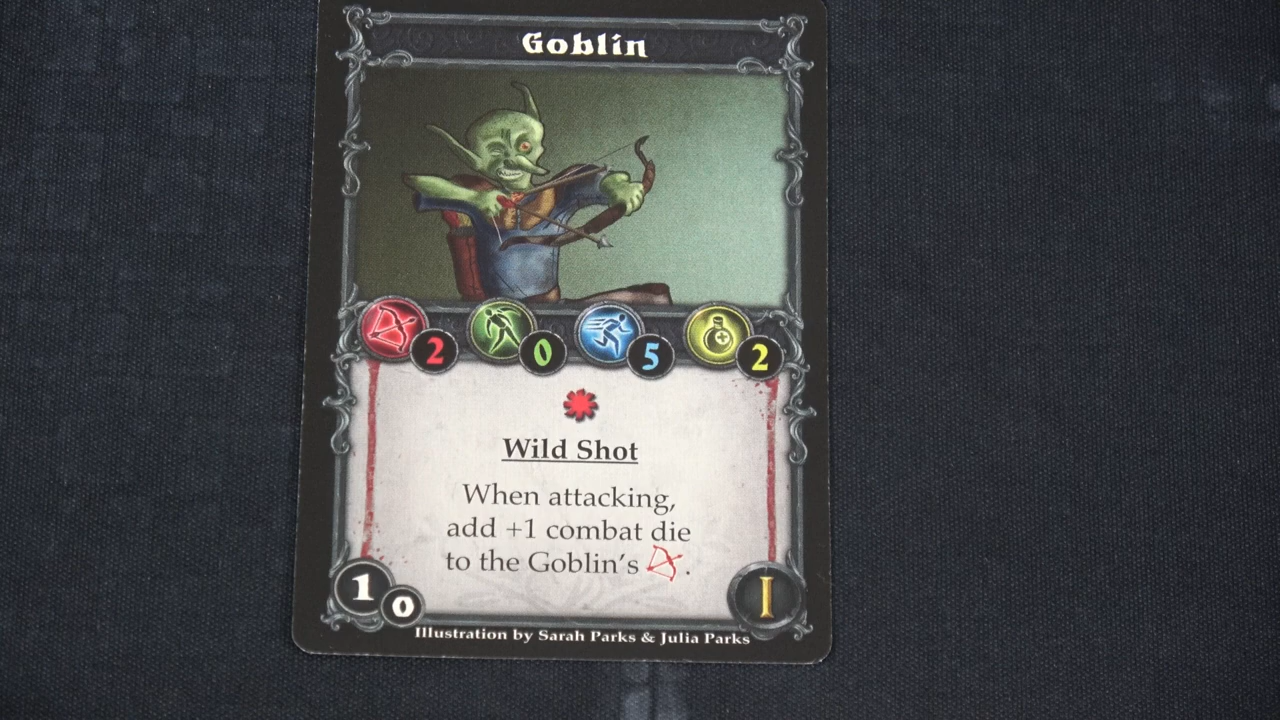 Goblin
2 0 5 2
Wild Shot
When attacking,
add +1 combat die
to the Goblin's .
1 0 I
Illustration by Sarah Parks & Julia Parks